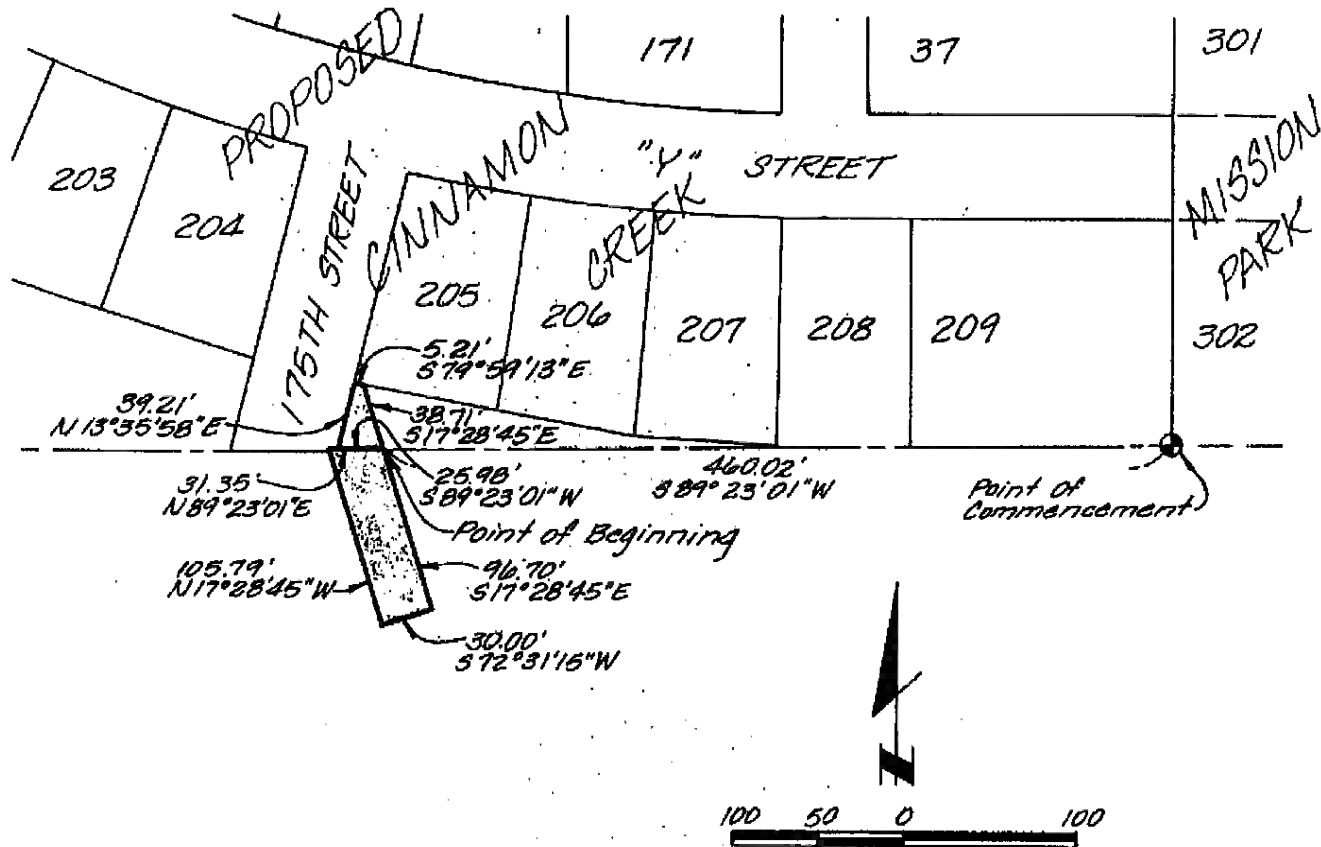 171
37
301
PROPOSED
CINNAMON
CREEK
"Y" STREET
MISSION
PARK
203
204
175TH STREET
205
206
207
208
209
302
5.21'
S79°59'13"E
39.21'
N13°35'58"E
38.71'
S17°28'45"E
31.35'
N89°23'01"E
25.98'
S89°23'01"W
460.02'
S89°23'01"W
Point of
Commencement
Point of Beginning
105.79'
N17°28'45"W
96.70'
S17°28'45"E
30.00'
S72°31'15"W
N
100 50 0 100